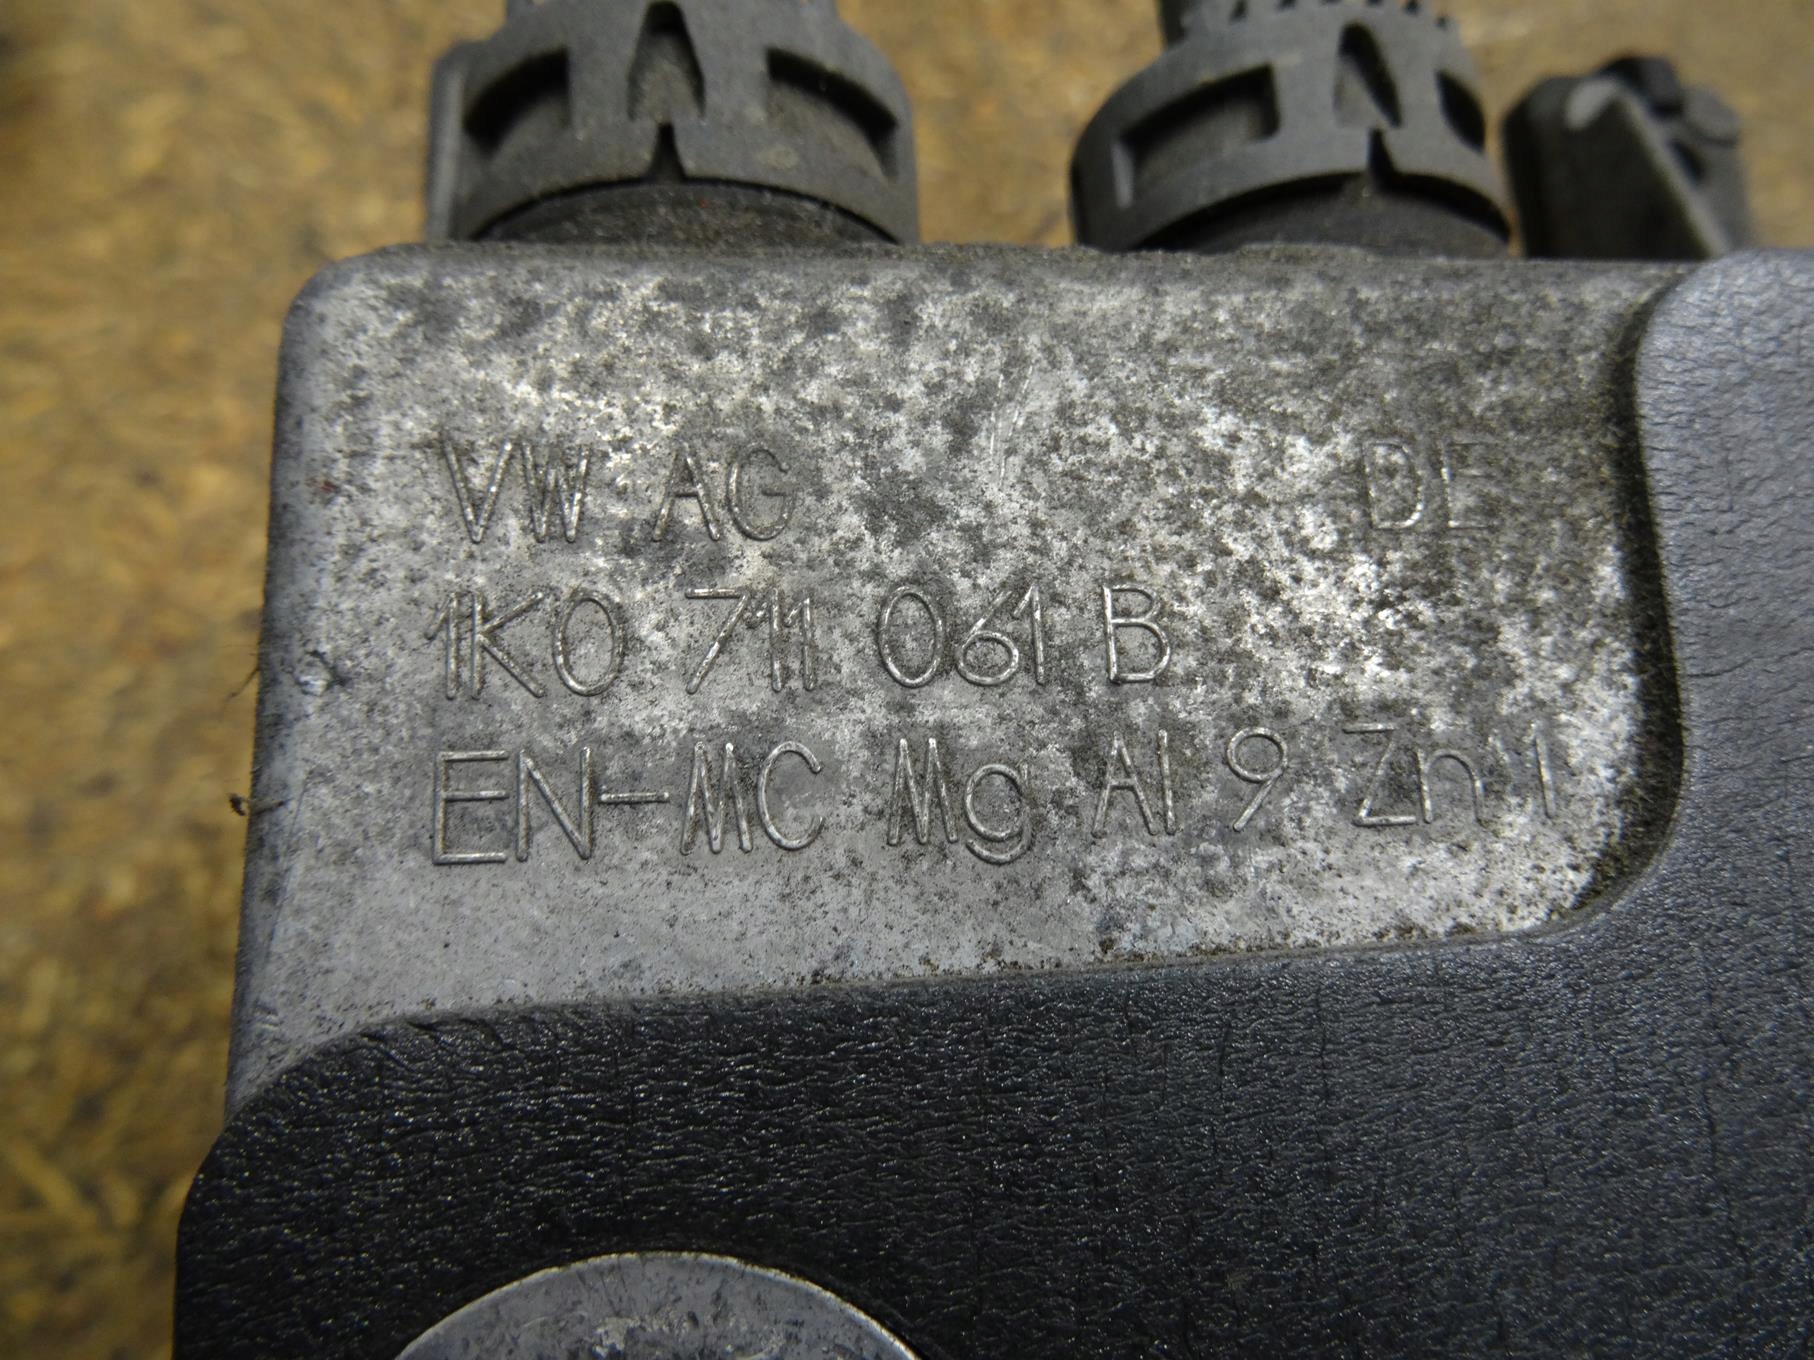 VW AG DE
1K0 711 061 B
EN-MC Mg Al 9 Zn 1